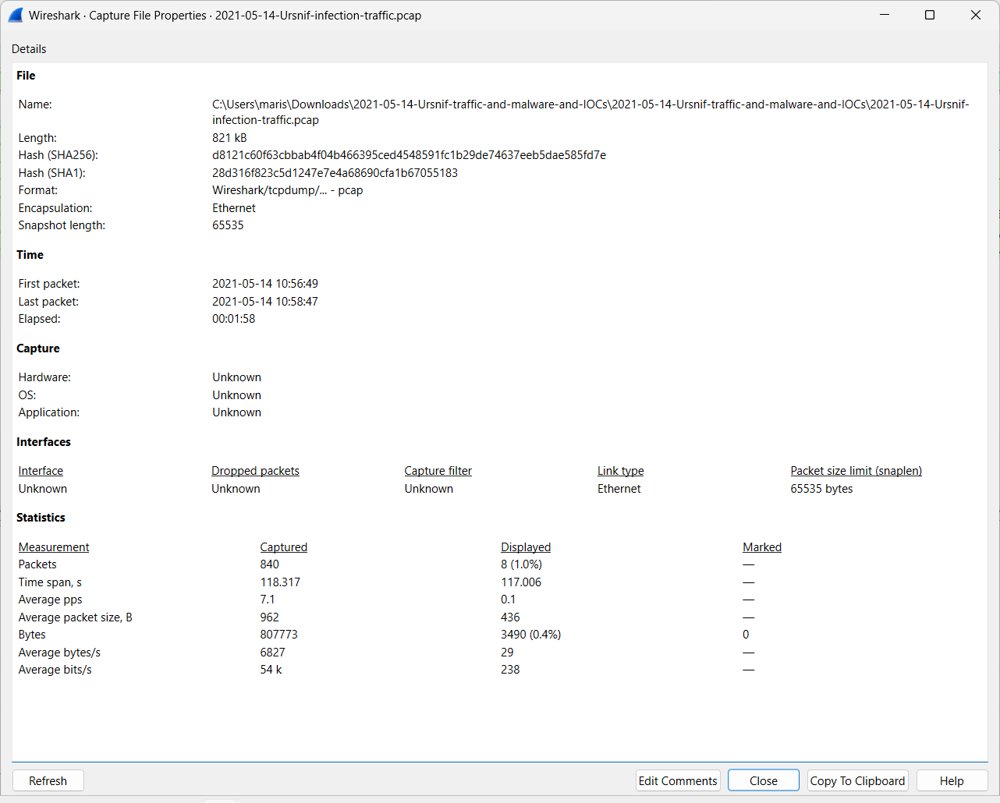 Wireshark · Capture File Properties · 2021-05-14-Ursnif-infection-traffic.pcap
Details
File
Name: C:\Users\maris\Downloads\2021-05-14-Ursnif-traffic-and-malware-and-IOCs\2021-05-14-Ursnif-traffic-and-malware-and-IOCs\2021-05-14-Ursnif-
infection-traffic.pcap
Length: 821 kB
Hash (SHA256): d8121c60f63cbbab4f04b466395ced4548591fc1b29de74637eeb5dae585fd7e
Hash (SHA1): 28d316f823c5d1247e7e4a68690cfa1b67055183
Format: Wireshark/tcpdump/... - pcap
Encapsulation: Ethernet
Snapshot length: 65535
Time
First packet: 2021-05-14 10:56:49
Last packet: 2021-05-14 10:58:47
Elapsed: 00:01:58
Capture
Hardware: Unknown
OS: Unknown
Application: Unknown
Interfaces
Interface Dropped packets Capture filter Link type Packet size limit (snaplen)
Unknown Unknown Unknown Ethernet 65535 bytes
Statistics
Measurement Captured Displayed Marked
Packets 840 8 (1.0%) —
Time span, s 118.317 117.006 —
Average pps 7.1 0.1 —
Average packet size, B 962 436 —
Bytes 807773 3490 (0.4%) 0
Average bytes/s 6827 29 —
Average bits/s 54 k 238 —
Refresh Edit Comments Close Copy To Clipboard Help